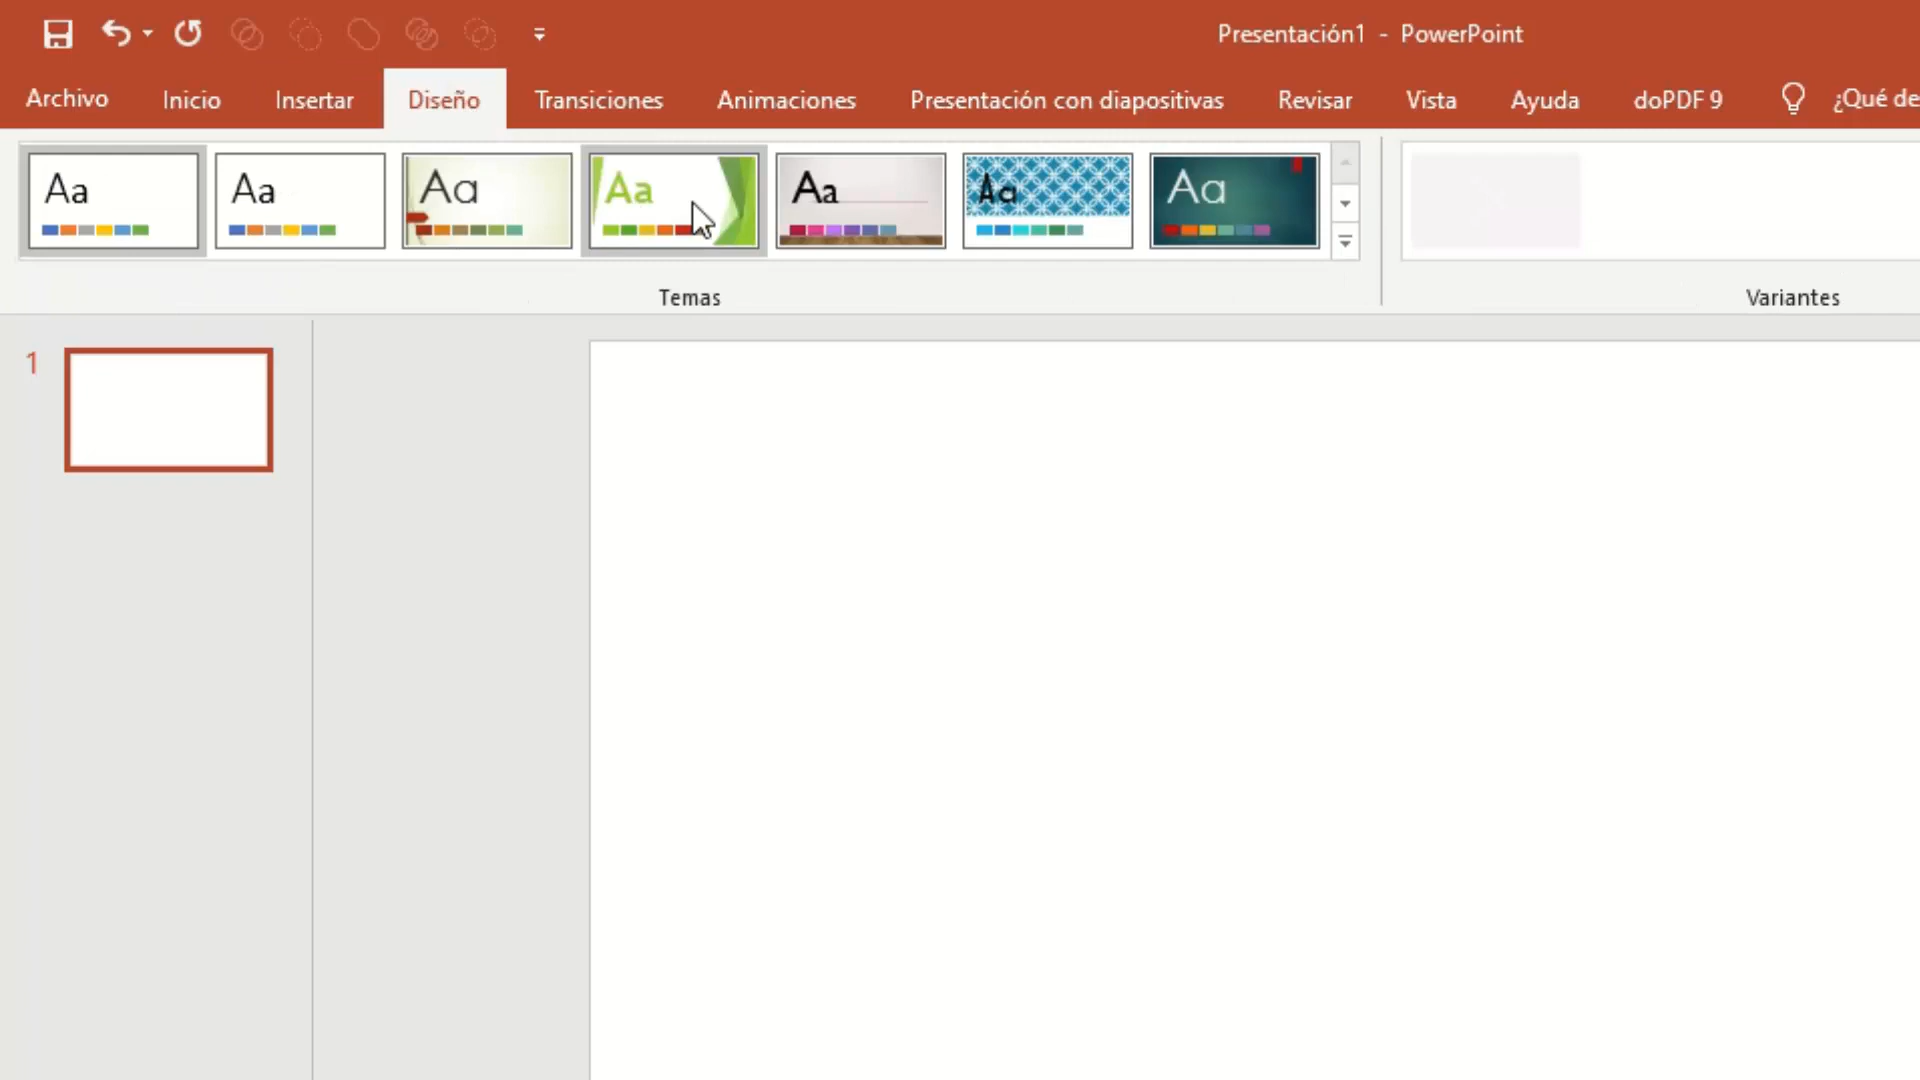 Presentación1 - PowerPoint
Archivo Inicio Insertar Diseño Transiciones Animaciones Presentación con diapositivas Revisar Vista Ayuda doPDF 9 ¿Qué de
Aa Aa Aa Aa Aa Aa Aa
Temas Variantes
1